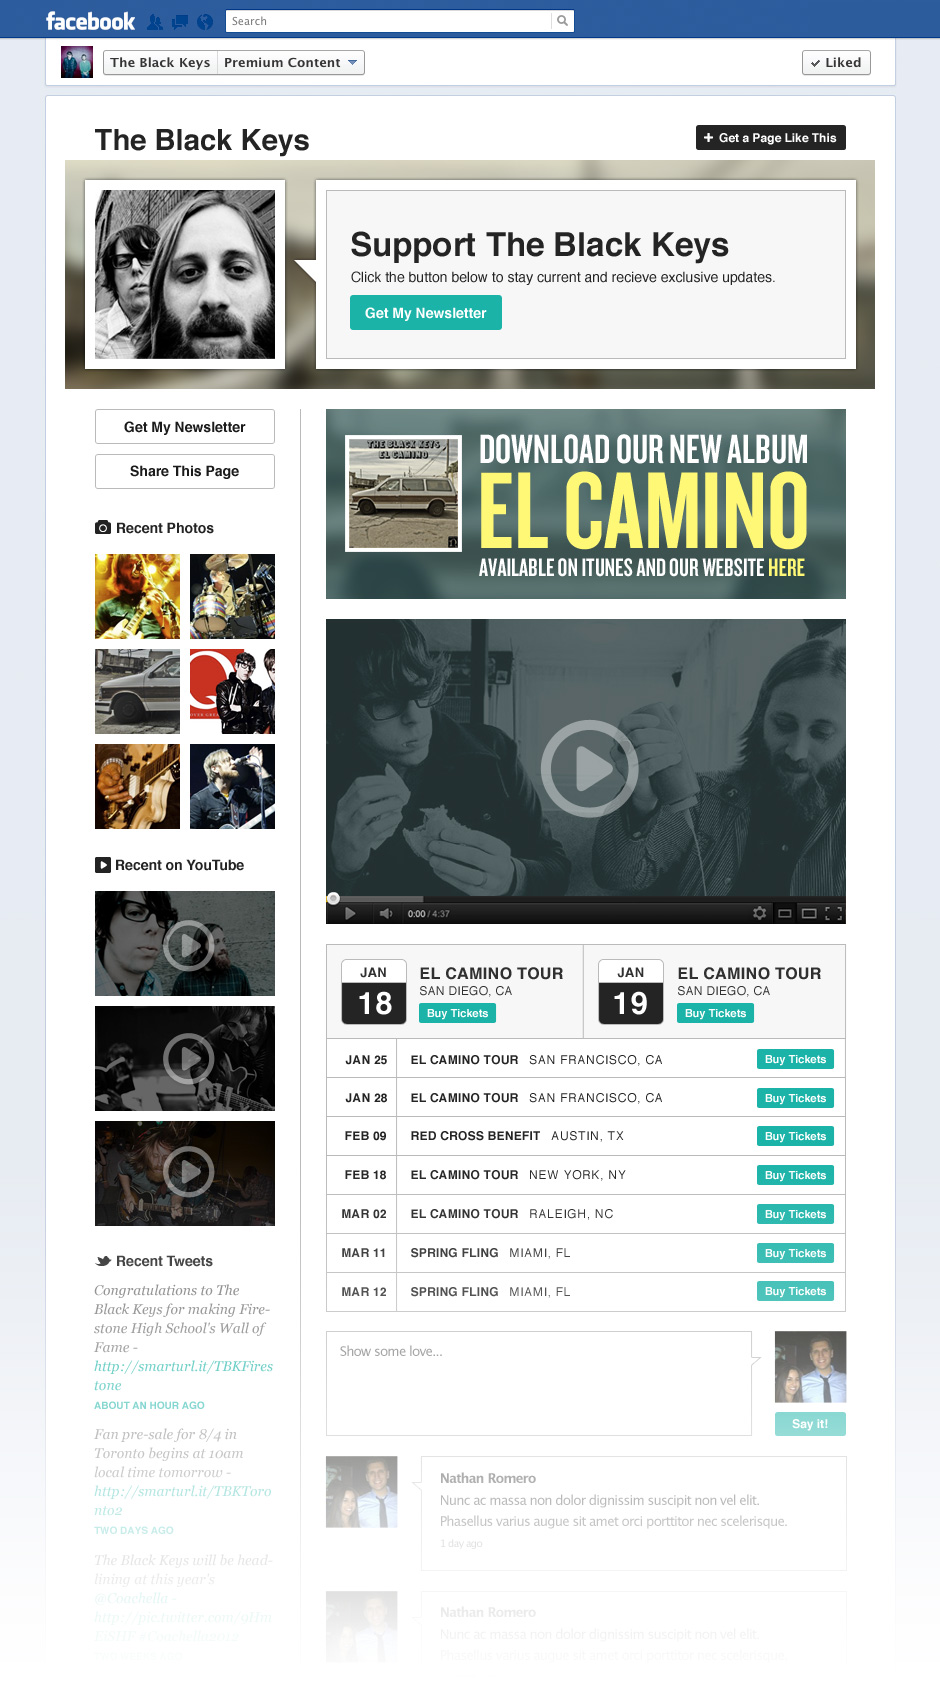 facebook
Search
The Black Keys
Premium Content
Liked
The Black Keys
+ Get a Page Like This
Support The Black Keys
Click the button below to stay current and recieve exclusive updates.
Get My Newsletter
Get My Newsletter
Share This Page
Recent Photos
Recent on YouTube
Recent Tweets
Congratulations to The
Black Keys for making Fire-
stone High School's Wall of
Fame -
http://smarturl.it/TBKFires
tone
ABOUT AN HOUR AGO
Fan pre-sale for 8/4 in
Toronto begins at 10am
local time tomorrow -
http://smarturl.it/TBKToro
nto2
TWO DAYS AGO
The Black Keys will be head-
lining at this year's
@Coachella -
THE BLACK KEYS
EL CAMINO
DOWNLOAD OUR NEW ALBUM
EL CAMINO
AVAILABLE ON ITUNES AND OUR WEBSITE HERE
0:00 / 4:37
JAN
18
EL CAMINO TOUR
SAN DIEGO, CA
Buy Tickets
JAN
19
EL CAMINO TOUR
SAN DIEGO, CA
Buy Tickets
JAN 25 EL CAMINO TOUR SAN FRANCISCO, CA Buy Tickets
JAN 28 EL CAMINO TOUR SAN FRANCISCO, CA Buy Tickets
FEB 09 RED CROSS BENEFIT AUSTIN, TX Buy Tickets
FEB 18 EL CAMINO TOUR NEW YORK, NY Buy Tickets
MAR 02 EL CAMINO TOUR RALEIGH, NC Buy Tickets
MAR 11 SPRING FLING MIAMI, FL Buy Tickets
MAR 12 SPRING FLING MIAMI, FL Buy Tickets
Show some love...
Say it!
Nathan Romero
Nunc ac massa non dolor dignissim suscipit non vel elit.
Phasellus varius augue sit amet orci porttitor nec scelerisque.
1 day ago
Nathan Romero
Nunc ac massa non dolor dignissim suscipit non vel elit.
Phasellus varius augue sit amet orci porttitor nec scelerisque.